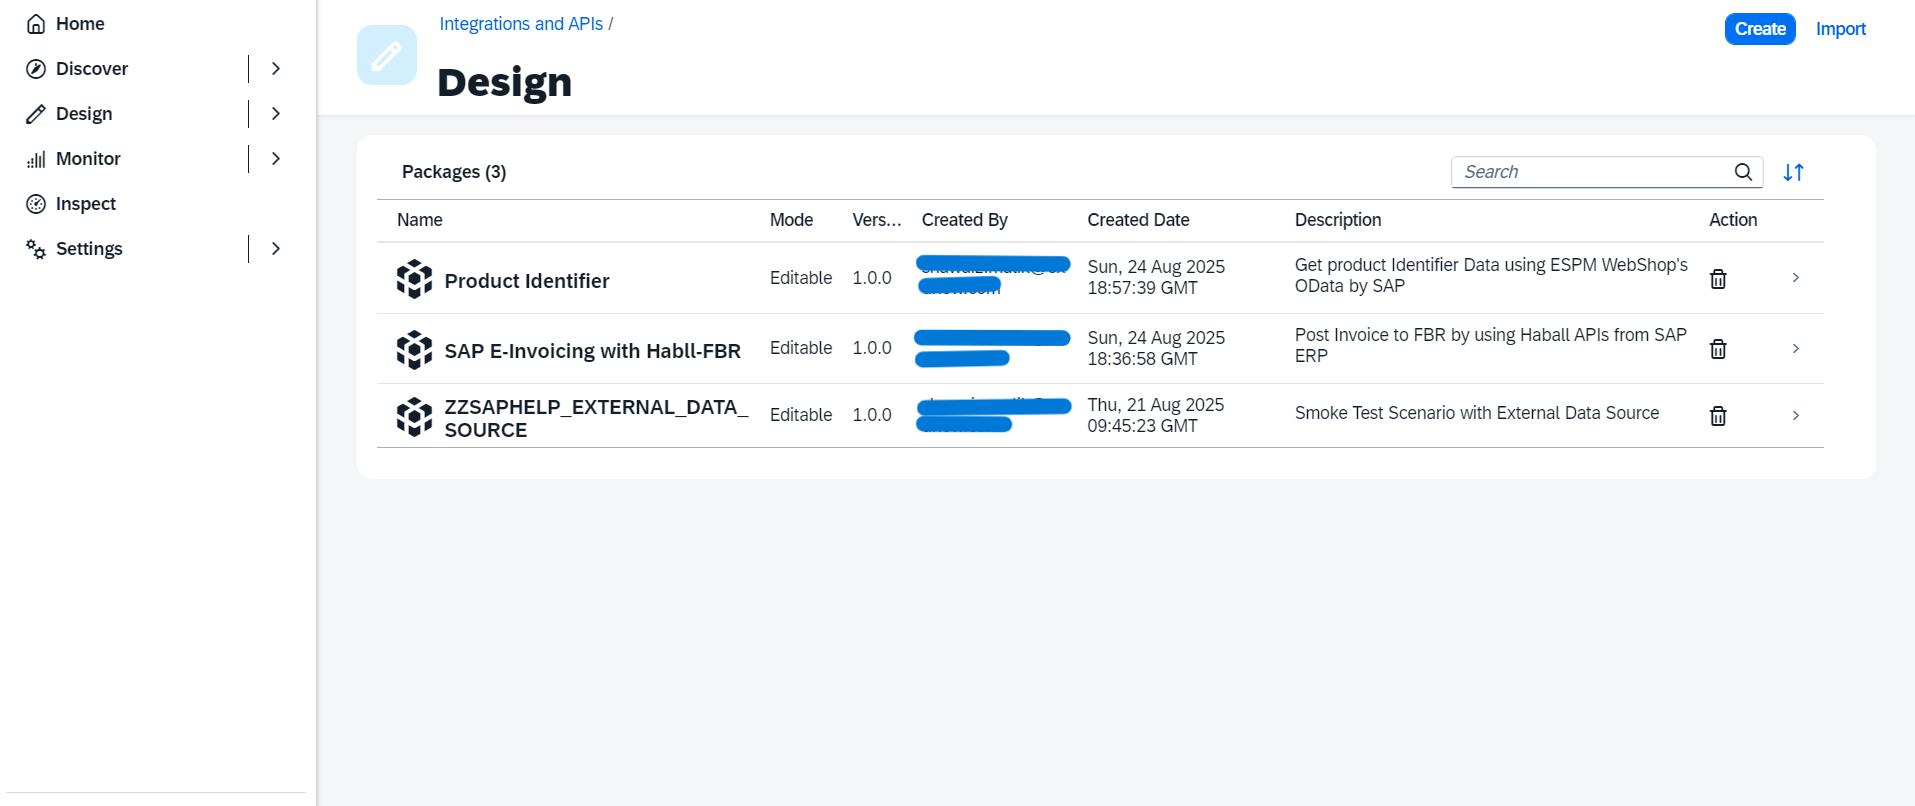 Home
Discover
Design
Monitor
Inspect
Settings
Integrations and APIs /
Design
Create
Import
Packages (3)
Search
Name Mode Vers... Created By Created Date Description Action
Product Identifier Editable 1.0.0 Sun, 24 Aug 2025 Get product Identifier Data using ESPM WebShop's
18:57:39 GMT OData by SAP
SAP E-Invoicing with Habll-FBR Editable 1.0.0 Sun, 24 Aug 2025 Post Invoice to FBR by using Haball APIs from SAP
18:36:58 GMT ERP
ZZSAPHELP_EXTERNAL_DATA_ Editable 1.0.0 Thu, 21 Aug 2025 Smoke Test Scenario with External Data Source
SOURCE 09:45:23 GMT